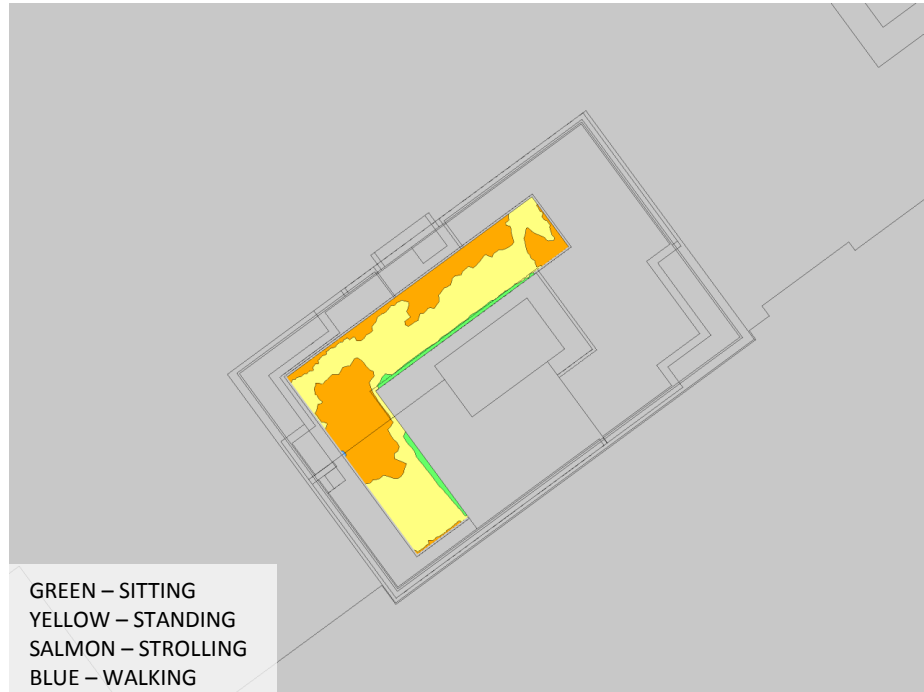 GREEN – SITTING
YELLOW – STANDING
SALMON – STROLLING
BLUE – WALKING